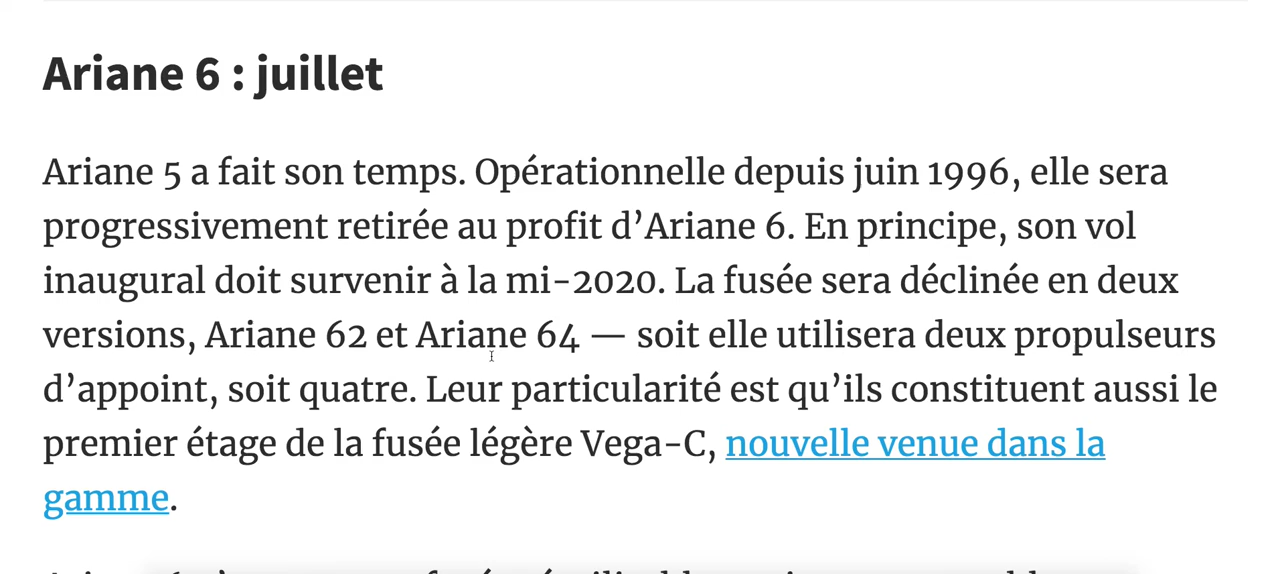 Ariane 6 : juillet
Ariane 5 a fait son temps. Opérationnelle depuis juin 1996, elle sera
progressivement retirée au profit d’Ariane 6. En principe, son vol
inaugural doit survenir à la mi-2020. La fusée sera déclinée en deux
versions, Ariane 62 et Ariane 64 — soit elle utilisera deux propulseurs
d’appoint, soit quatre. Leur particularité est qu’ils constituent aussi le
premier étage de la fusée légère Vega-C, nouvelle venue dans la
gamme.